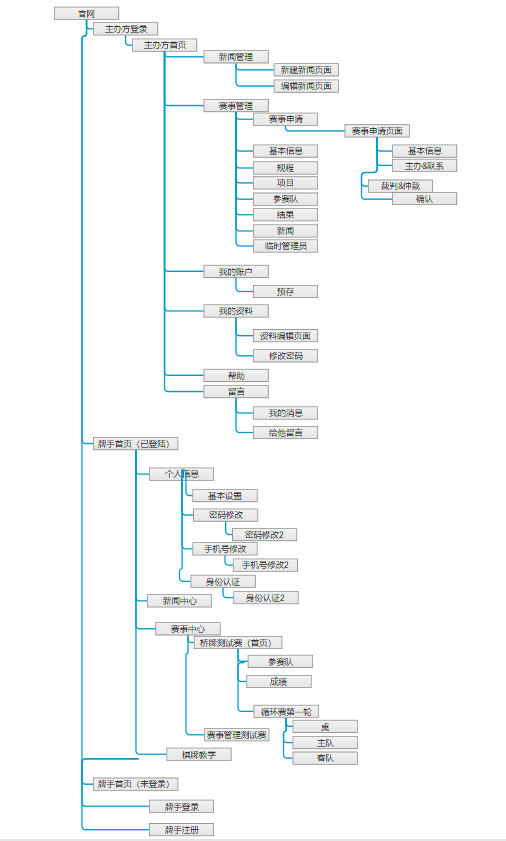 官网
主办方登录
主办方首页
新闻管理
新建新闻页面
编辑新闻页面
赛事管理
赛事申请
赛事申请页面
基本信息
主办&联系
裁判&仲裁
确认
基本信息
规程
项目
参赛队
结果
新闻
临时管理员
我的账户
预存
我的资料
资料编辑页面
修改密码
帮助
留言
我的消息
给他留言
牌手首页（已登陆）
个人信息
基本设置
密码修改
密码修改2
手机号修改
手机号修改2
身份认证
身份认证2
新闻中心
赛事中心
桥牌测试赛（首页）
参赛队
成绩
循环赛第一轮
桌
主队
客队
赛事管理测试赛
棋牌教学
牌手首页（未登录）
牌手登录
牌手注册